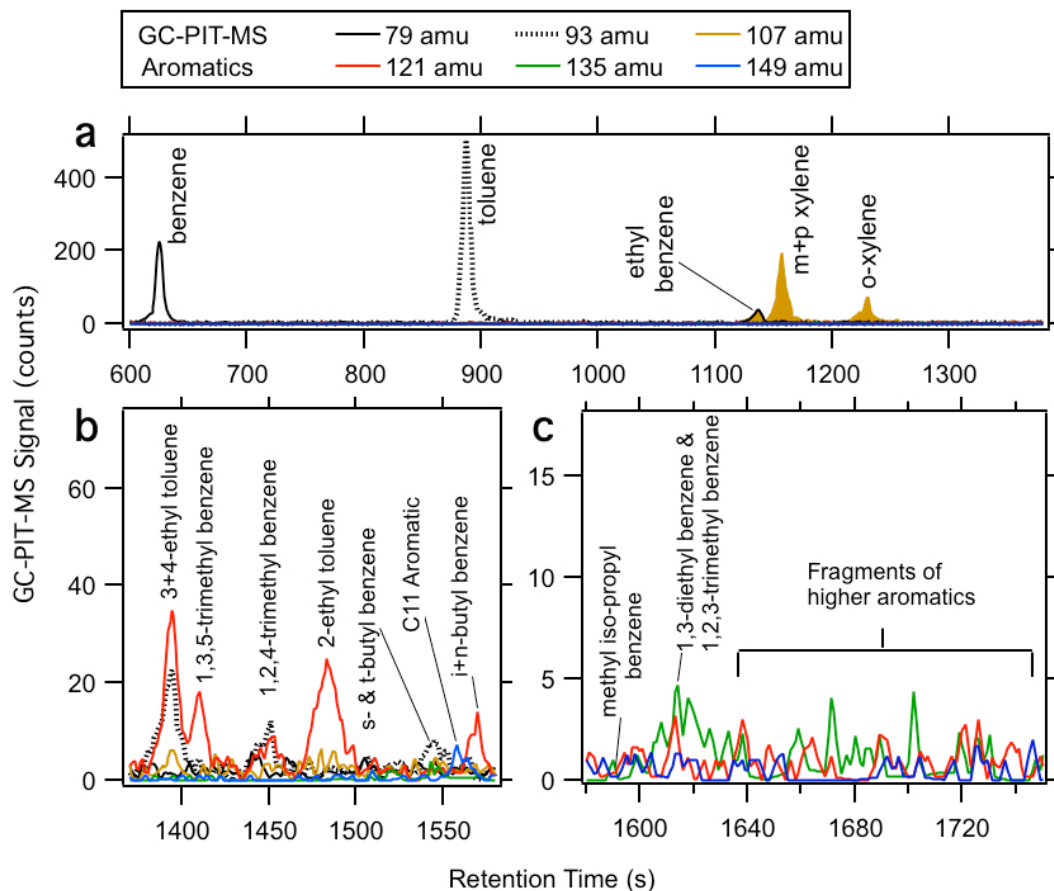 GC-PIT-MS 79 amu 93 amu 107 amu
Aromatics 121 amu 135 amu 149 amu
GC-PIT-MS Signal (counts)
a
400
200
0
benzene
toluene
ethyl
benzene
m+p xylene
o-xylene
600 700 800 900 1000 1100 1200 1300
b
60
40
20
0
3+4-ethyl toluene
1,3,5-trimethyl benzene
1,2,4-trimethyl benzene
2-ethyl toluene
s- & t-butyl benzene
C11 Aromatic
i+n-butyl benzene
1400 1450 1500 1550
c
15
10
5
0
methyl iso-propyl
benzene
1,3-diethyl benzene &
1,2,3-trimethyl benzene
Fragments of
higher aromatics
1600 1640 1680 1720
Retention Time (s)